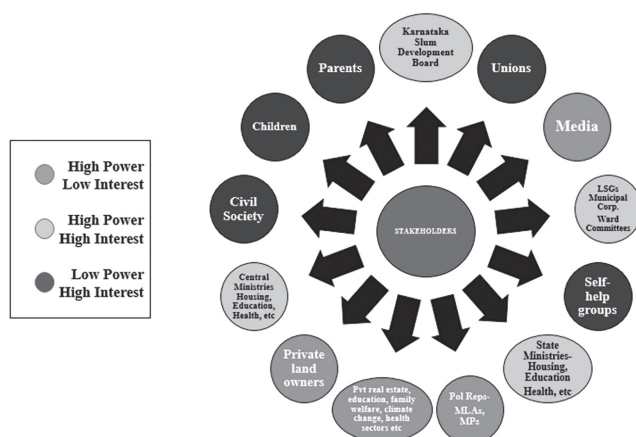 High Power
Low Interest
High Power
High Interest
Low Power
High Interest
STAKEHOLDERS
Karnataka
Slum
Development
Board
Unions
Media
LSGs
Municipal
Corp.
Ward
Committees
Self-
help
groups
State
Ministries-
Housing,
Education
Health, etc
Pol Reps-
MLAs,
MPs
Pvt real estate,
education, family
welfare, climate
change, health
sectors etc
Private
land
owners
Central
Ministries
Housing,
Education,
Health, etc
Civil
Society
Children
Parents